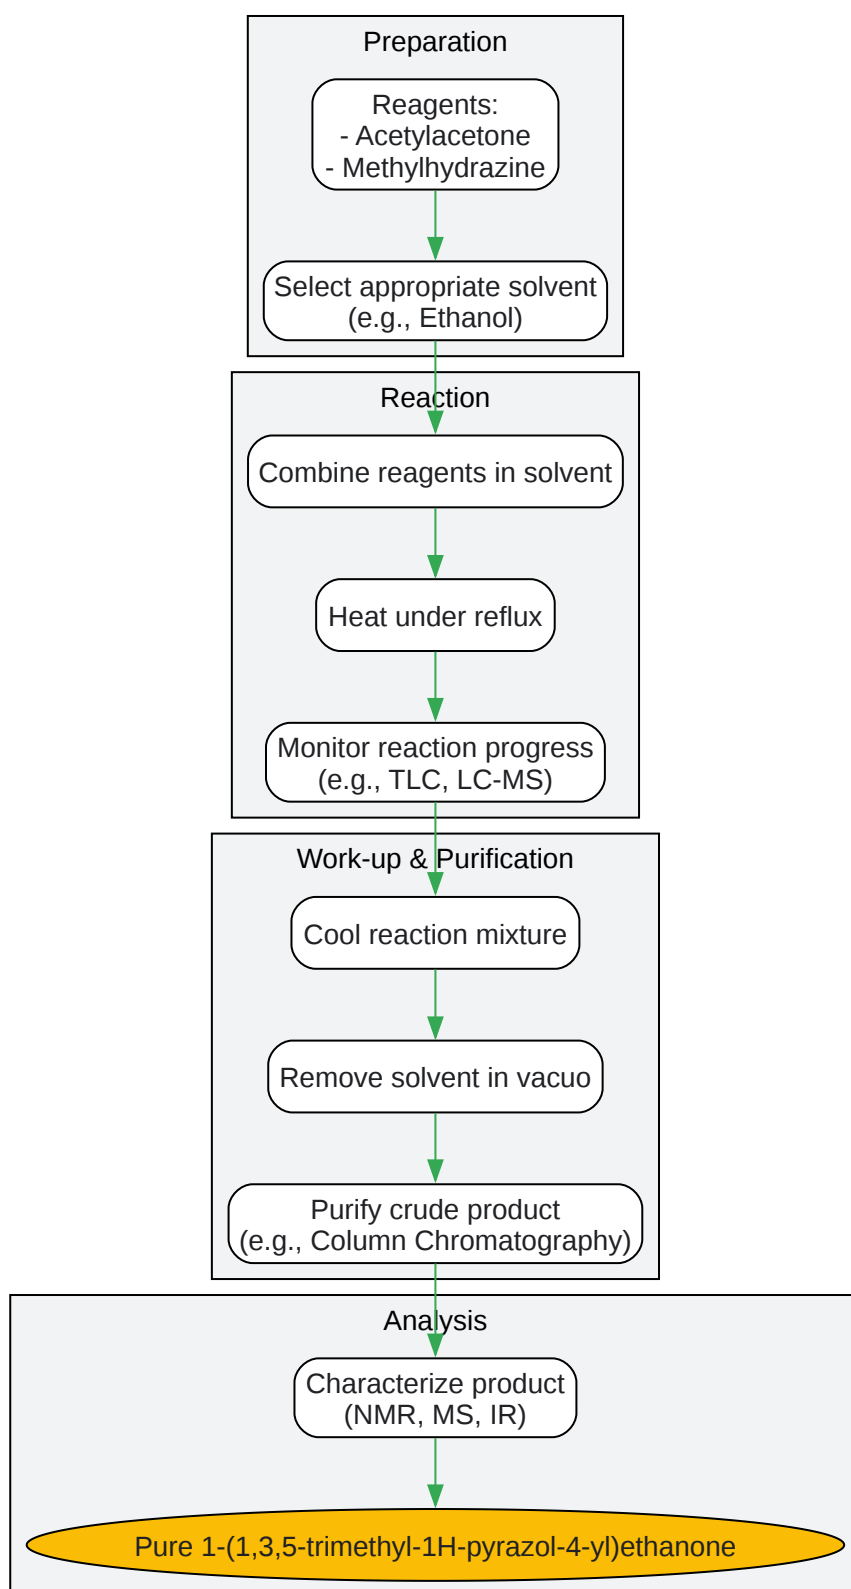 Preparation
Reagents:
- Acetylacetone
- Methylhydrazine
Select appropriate solvent
(e.g., Ethanol)
Reaction
Combine reagents in solvent
Heat under reflux
Monitor reaction progress
(e.g., TLC, LC-MS)
Work-up & Purification
Cool reaction mixture
Remove solvent in vacuo
Purify crude product
(e.g., Column Chromatography)
Analysis
Characterize product
(NMR, MS, IR)
Pure 1-(1,3,5-trimethyl-1H-pyrazol-4-yl)ethanone